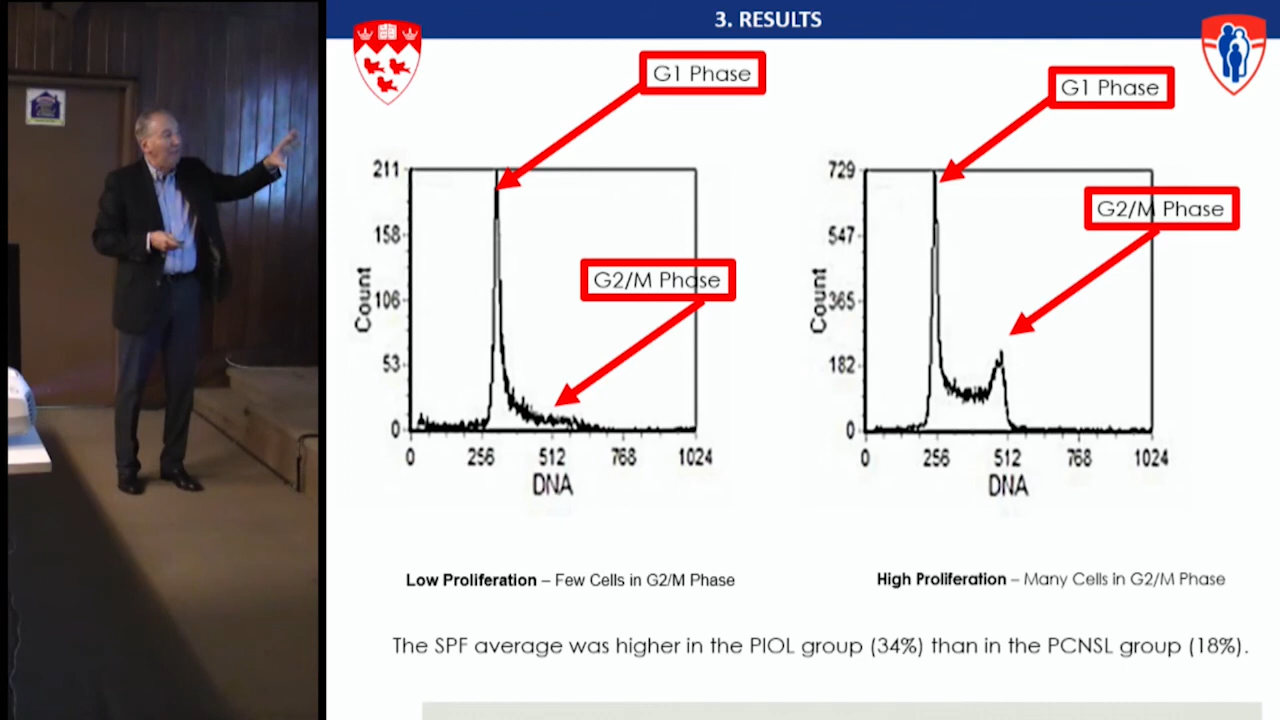 3. RESULTS
G1 Phase
G1 Phase
G2/M Phase
G2/M Phase
211
158
106
53
0
Count
0 256 512 768 1024
DNA
729
547
365
182
0
Count
0 256 512 768 1024
DNA
Low Proliferation – Few Cells in G2/M Phase
High Proliferation – Many Cells in G2/M Phase
The SPF average was higher in the PIOL group (34%) than in the PCNSL group (18%).